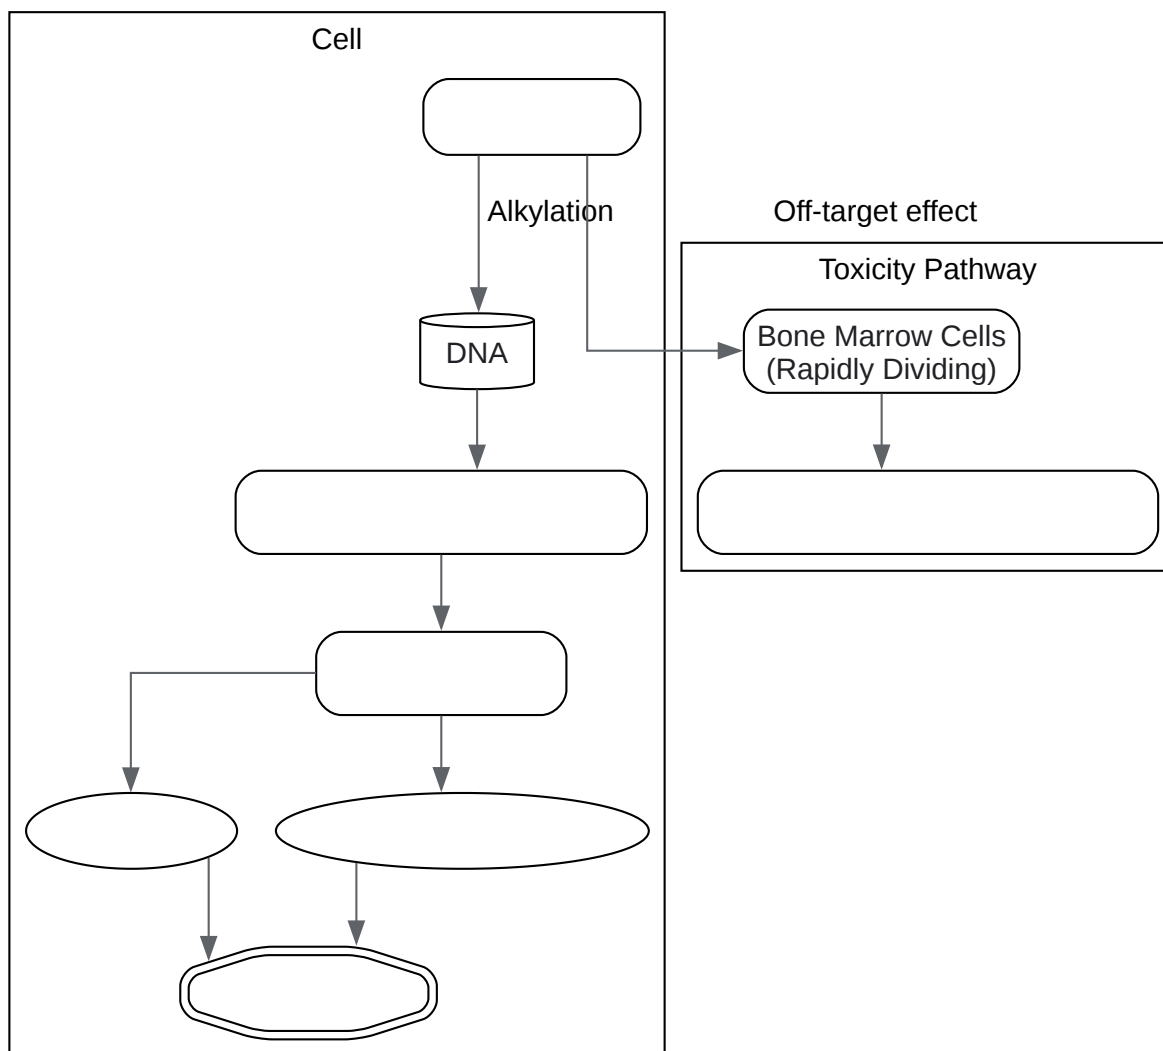 Cell
Alkylation
Off-target effect
Toxicity Pathway
DNA
Bone Marrow Cells
(Rapidly Dividing)